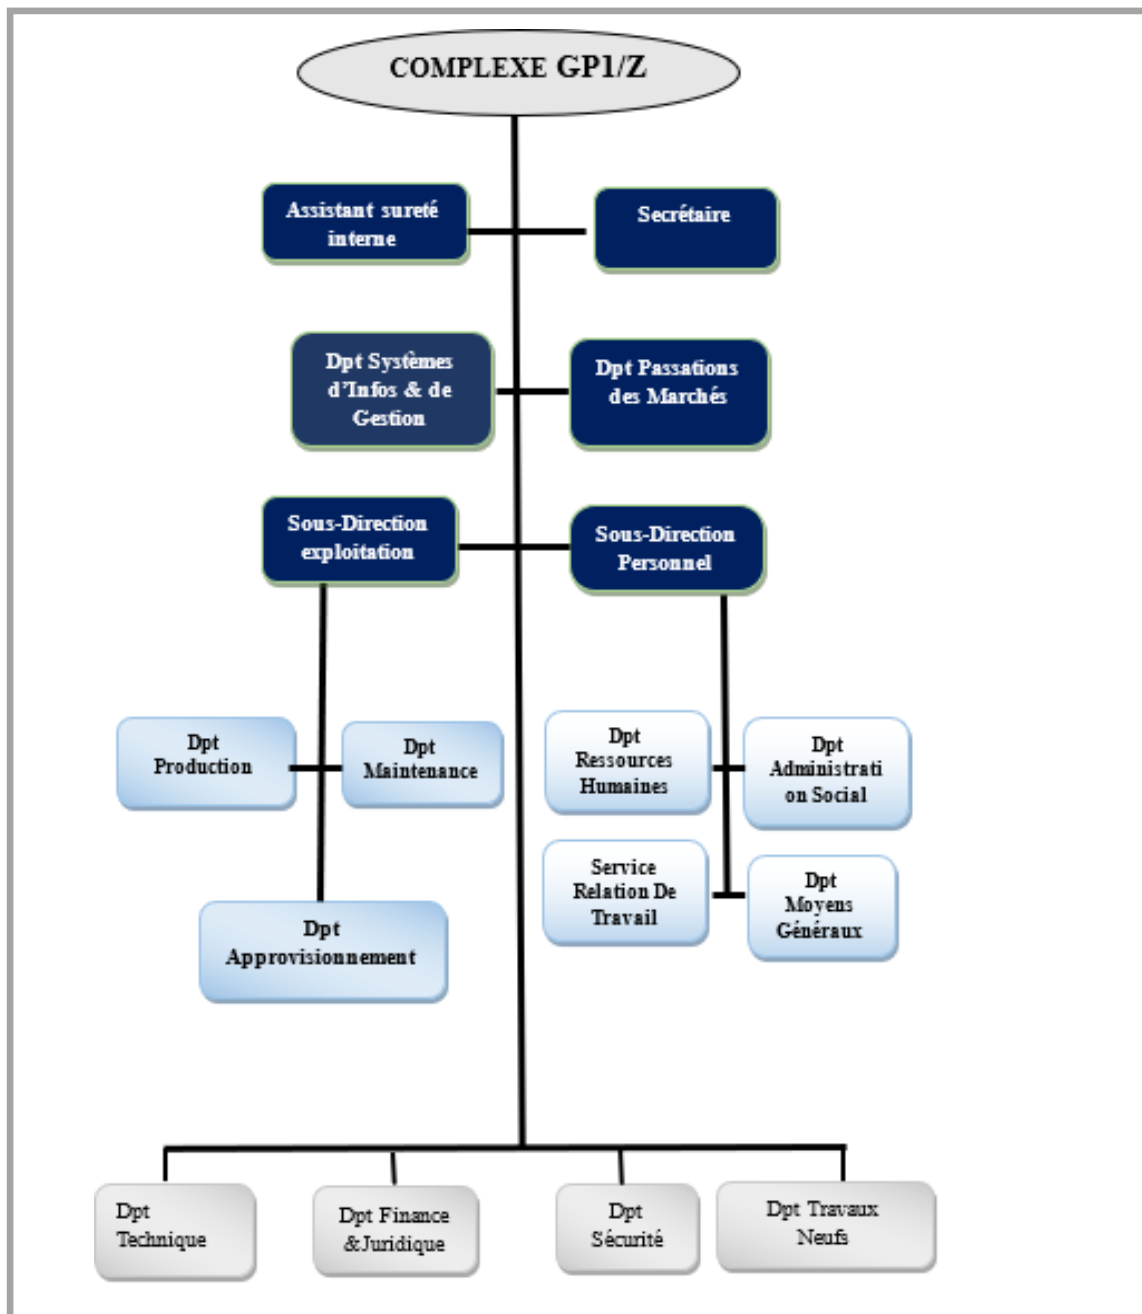 COMPLEXE GP1/Z
Assistant sureté
interne
Secrétaire
Dpt Systèmes
d'Infos & de
Gestion
Dpt Passations
des Marchés
Sous-Direction
exploitation
Sous-Direction
Personnel
Dpt
Production
Dpt
Maintenance
Dpt
Ressources
Humaines
Dpt
Administrati
on Social
Service
Relation De
Travail
Dpt
Moyens
Généraux
Dpt
Approvisionnement
Dpt
Technique
Dpt Finance
&Juridique
Dpt
Sécurité
Dpt Travaux
Neufs